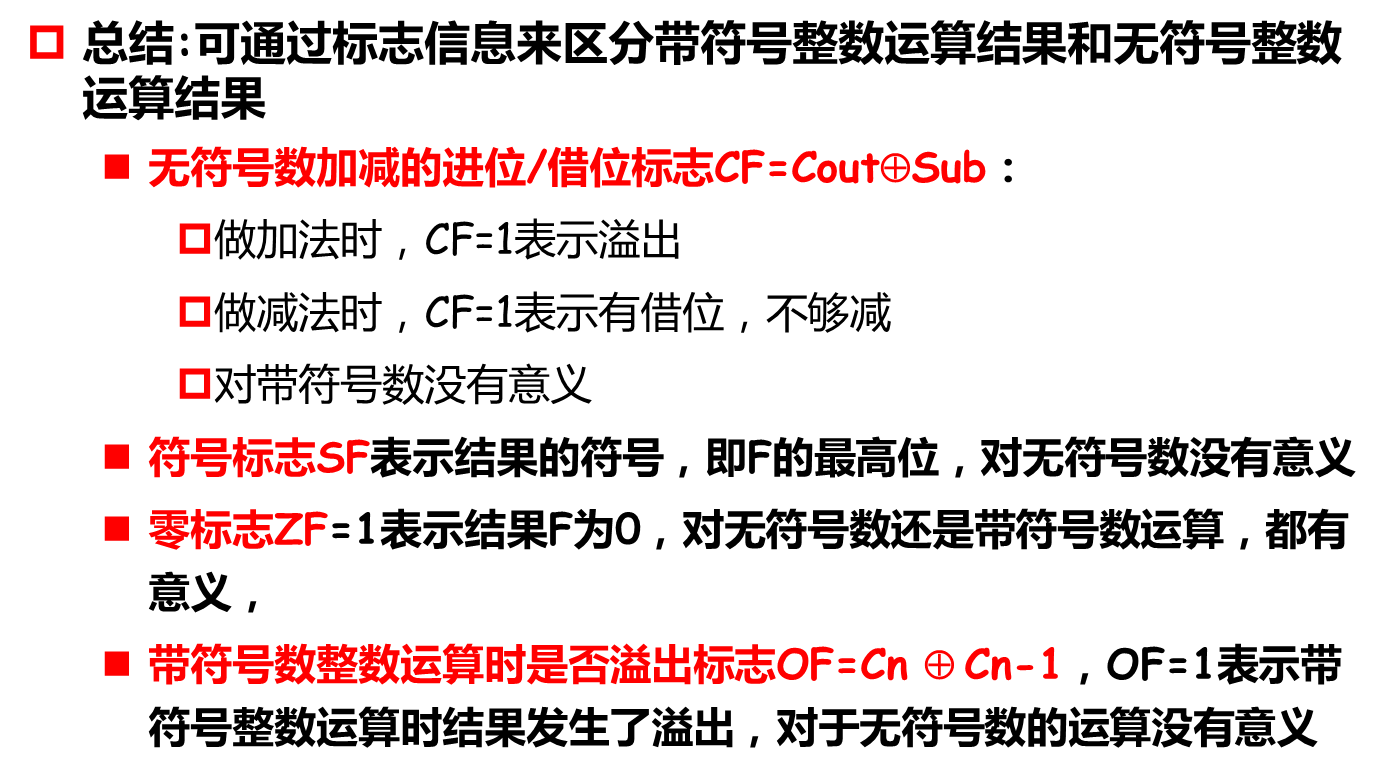 总结:可通过标志信息来区分带符号整数运算结果和无符号整数
运算结果
无符号数加减的进位/借位标志CF=Cout⊕Sub：
做加法时，CF=1表示溢出
做减法时，CF=1表示有借位，不够减
对带符号数没有意义
符号标志SF表示结果的符号，即F的最高位，对无符号数没有意义
零标志ZF=1表示结果F为0，对无符号数还是带符号数运算，都有
意义，
带符号数整数运算时是否溢出标志OF=Cn ⊕ Cn-1，OF=1表示带
符号整数运算时结果发生了溢出，对于无符号数的运算没有意义